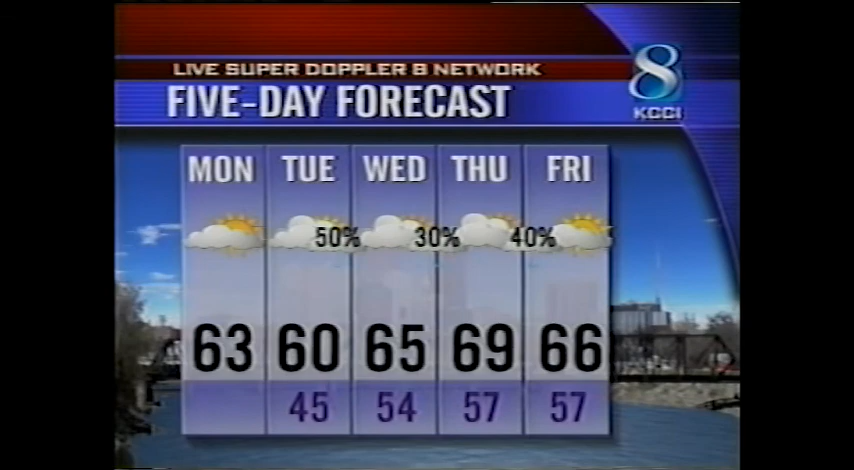 LIVE SUPER DOPPLER 8 NETWORK
8
FIVE-DAY FORECAST
KCCI
MON TUE WED THU FRI
50% 30% 40%
63 60 65 69 66
45 54 57 57